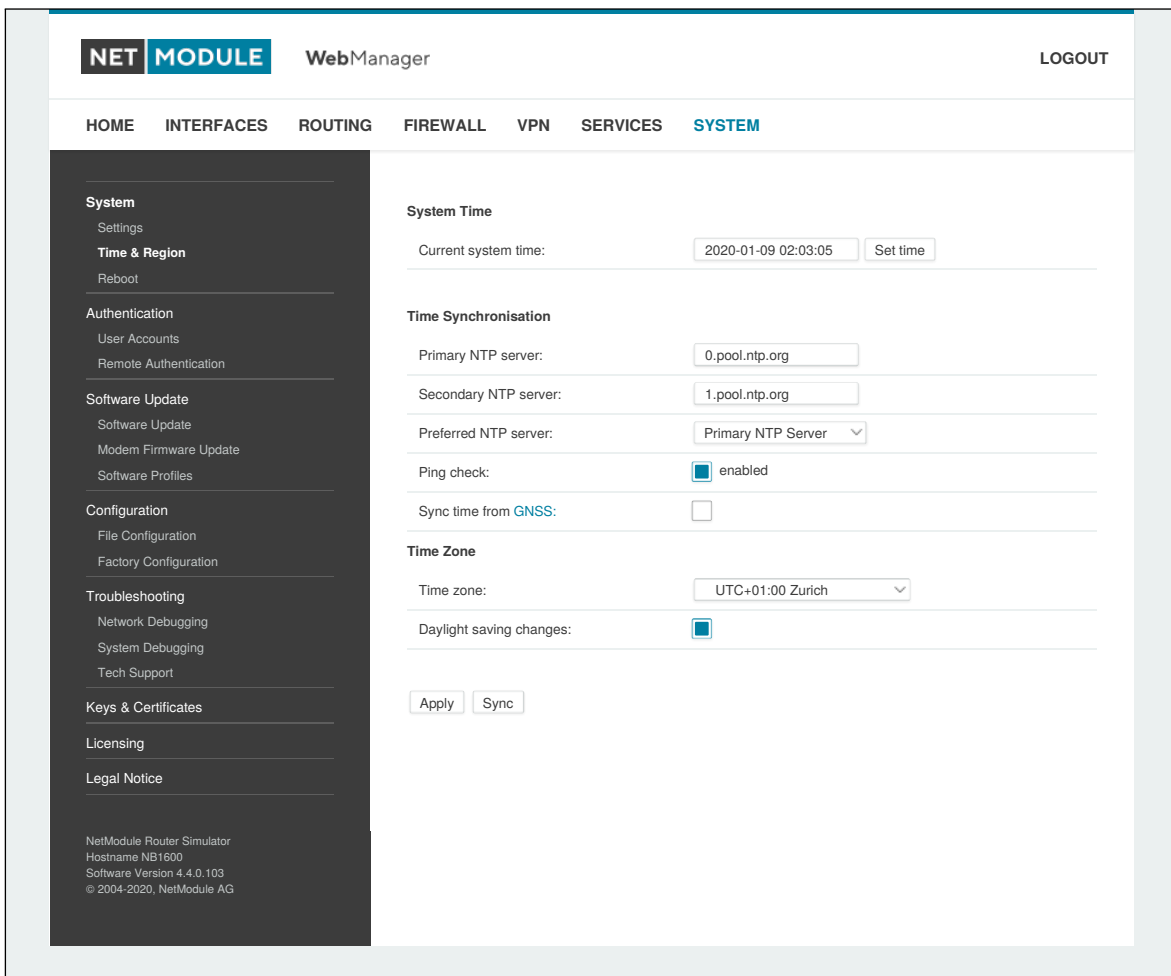 NET MODULE WebManager LOGOUT
HOME INTERFACES ROUTING FIREWALL VPN SERVICES SYSTEM
System
Settings
Time & Region
Reboot
Authentication
User Accounts
Remote Authentication
Software Update
Software Update
Modem Firmware Update
Software Profiles
Configuration
File Configuration
Factory Configuration
Troubleshooting
Network Debugging
System Debugging
Tech Support
Keys & Certificates
Licensing
Legal Notice
NetModule Router Simulator
Hostname NB1600
Software Version 4.4.0.103
© 2004-2020, NetModule AG
System Time
Current system time: 2020-01-09 02:03:05 Set time
Time Synchronisation
Primary NTP server: 0.pool.ntp.org
Secondary NTP server: 1.pool.ntp.org
Preferred NTP server: Primary NTP Server
Ping check: enabled
Sync time from GNSS:
Time Zone
Time zone: UTC+01:00 Zurich
Daylight saving changes:
Apply Sync